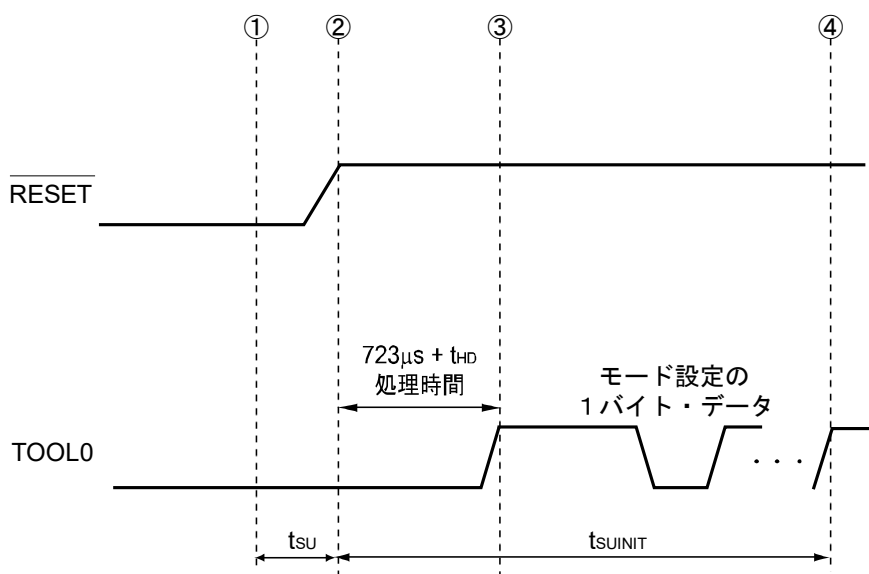 ① ② ③ ④
RESET
723μs + tHD
処理時間
モード設定の
1バイト・データ
TOOL0
. . .
tSU
tSUINIT